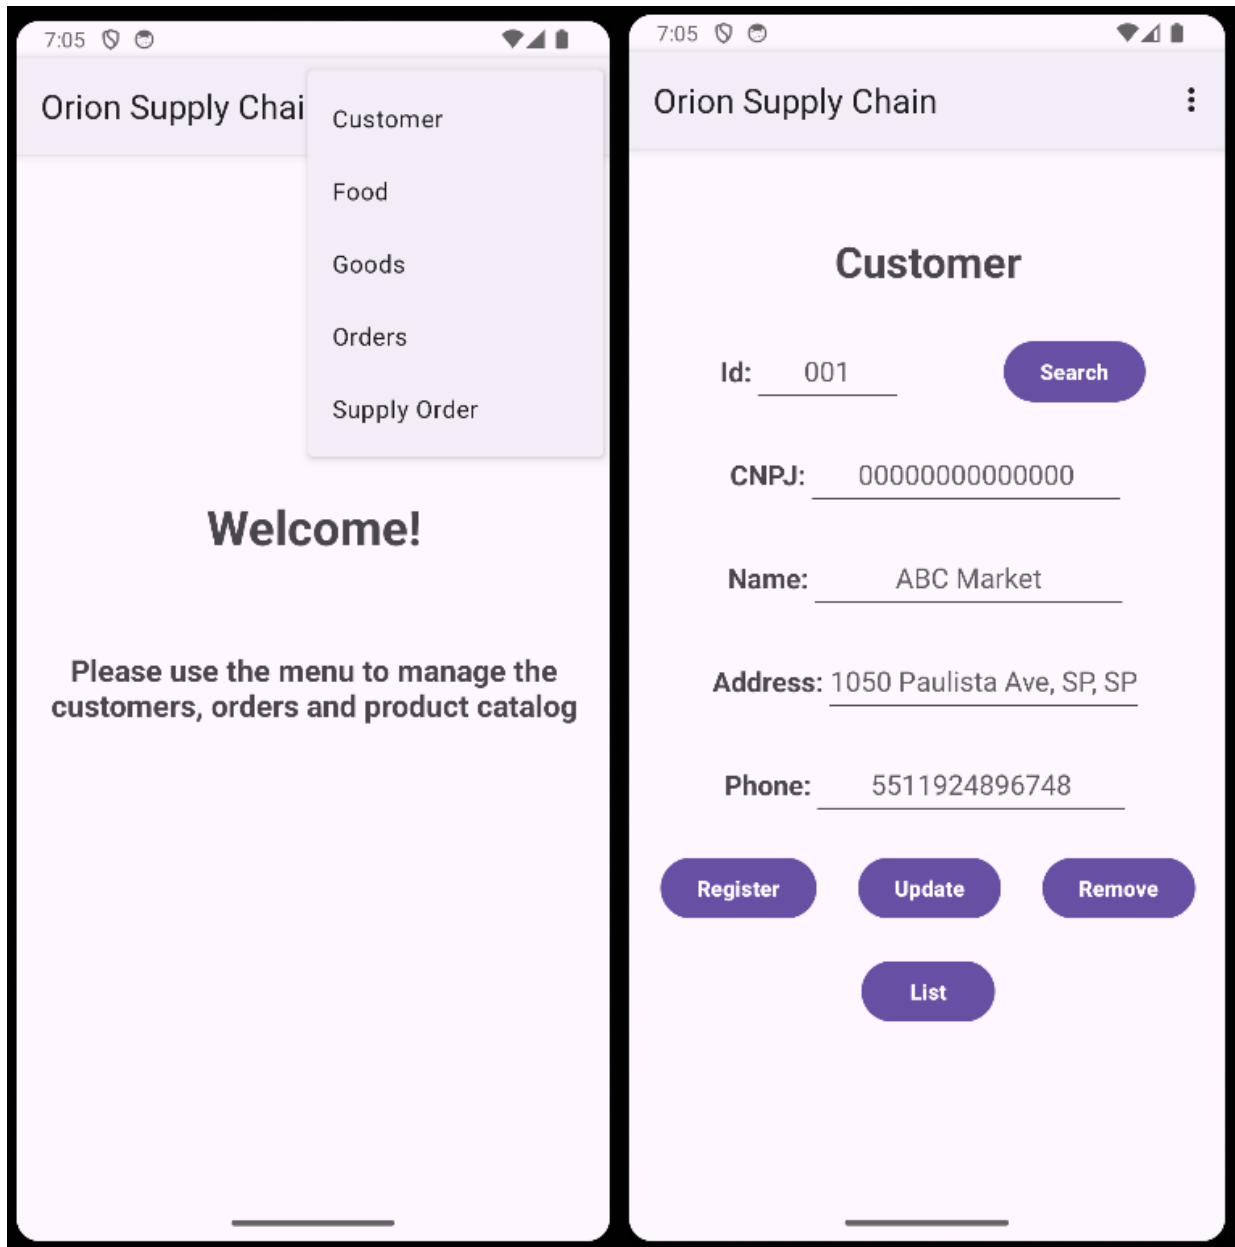 7:05
Orion Supply Chai
Customer
Food
Goods
Orders
Supply Order
Welcome!
Please use the menu to manage the
customers, orders and product catalog
7:05
Orion Supply Chain
Customer
Id: 001 Search
CNPJ: 00000000000000
Name: ABC Market
Address: 1050 Paulista Ave, SP, SP
Phone: 5511924896748
Register Update Remove
List